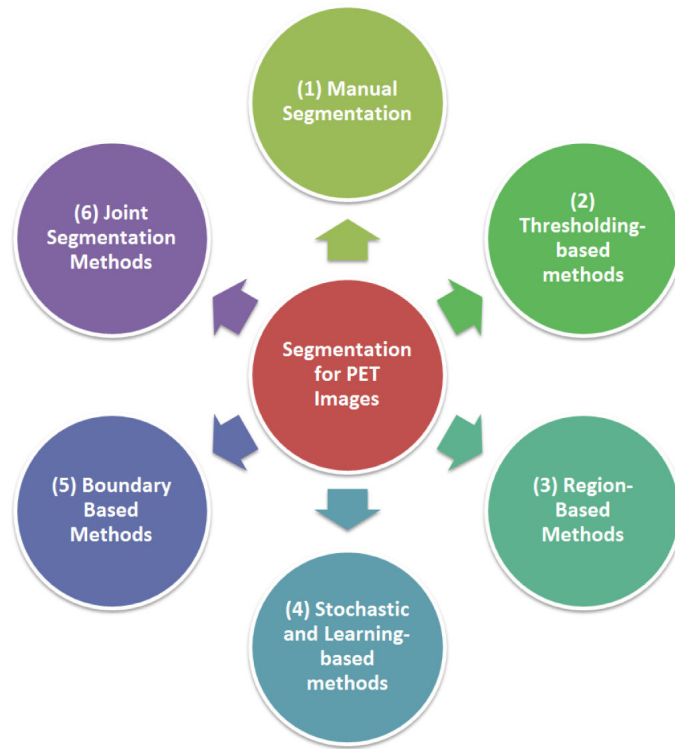 (1) Manual
Segmentation
(2)
Thresholding-
based
methods
(3) Region-
Based
Methods
(4) Stochastic
and Learning-
based
methods
(5) Boundary
Based
Methods
(6) Joint
Segmentation
Methods
Segmentation
for PET
Images